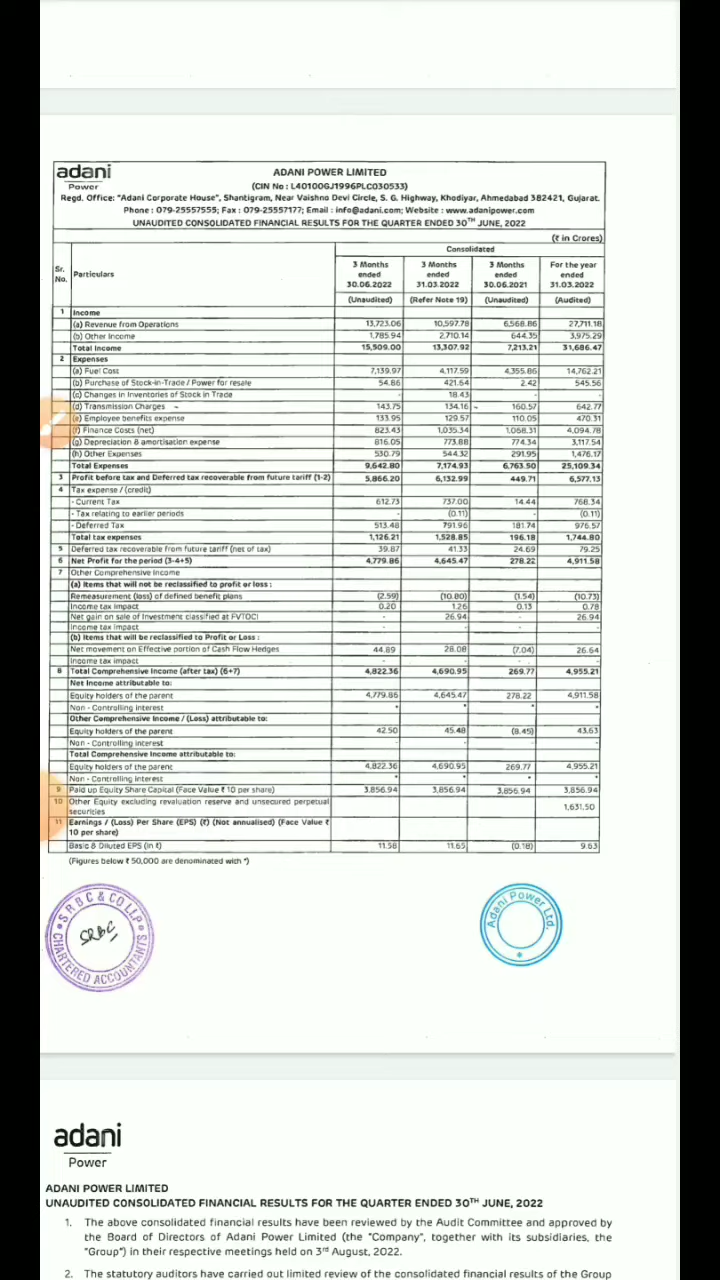 adani
Power
ADANI POWER LIMITED
(CIN No : L40100GJ1996PLC030533)
Regd. Office: "Adani Corporate House", Shantigram, Near Vaishno Devi Circle, S. G. Highway, Khodiyar, Ahmedabad 382421, Gujarat.
Phone : 079-25557555; Fax : 079-25557177; Email : info@adani.com; Website : www.adanipower.com
UNAUDITED CONSOLIDATED FINANCIAL RESULTS FOR THE QUARTER ENDED 30TH JUNE, 2022
(₹ in Crores)
Sr. No. Particulars Consolidated
3 Months ended 30.06.2022 3 Months ended 31.03.2022 3 Months ended 30.06.2021 For the year ended 31.03.2022
(Unaudited) (Refer Note 19) (Unaudited) (Audited)
1 Income
(a) Revenue from Operations 13,723.06 10,597.78 6,568.86 27,711.18
(b) Other Income 1,785.94 2,710.14 644.35 3,975.29
Total Income 15,509.00 13,307.92 7,213.21 31,686.47
2 Expenses
(a) Fuel Cost 7,139.97 4,117.59 4,355.86 14,762.21
(b) Purchase of Stock-in-Trade / Power for resale 54.86 421.64 2.42 545.56
(c) Changes in Inventories of Stock in Trade - 18.43 - -
(d) Transmission Charges 143.75 134.16 160.57 642.77
(e) Employee benefits expense 133.95 129.57 110.05 470.31
(f) Finance Costs (net) 823.43 1,035.34 1,068.31 4,094.78
(g) Depreciation & amortisation expense 816.05 773.88 774.34 3,117.54
(h) Other Expenses 530.79 544.32 291.95 1,476.17
Total Expenses 9,642.80 7,174.93 6,763.50 25,109.34
3 Profit before tax and Deferred tax recoverable from future tariff (1-2) 5,866.20 6,132.99 449.71 6,577.13
4 Tax expense / (credit)
- Current Tax 612.73 737.00 14.44 768.34
- Tax relating to earlier periods - (0.11) - (0.11)
- Deferred Tax 513.48 791.96 181.74 976.57
Total tax expenses 1,126.21 1,528.85 196.18 1,744.80
5 Deferred tax recoverable from future tariff (net of tax) 39.87 41.33 24.69 79.25
6 Net Profit for the period (3-4+5) 4,779.86 4,645.47 278.22 4,911.58
7 Other Comprehensive Income
(a) Items that will not be reclassified to profit or loss :
Remeasurement (loss) of defined benefit plans (2.59) (10.80) (1.54) (10.73)
Income tax impact 0.20 1.26 0.13 0.78
Net gain on sale of Investment classified at FVTOCI - 26.94 - 26.94
Income tax impact - - - -
(b) Items that will be reclassified to Profit or Loss :
Net movement on Effective portion of Cash Flow Hedges 44.89 28.08 (7.04) 26.64
Income tax impact - - - -
8 Total Comprehensive Income (after tax) (6+7) 4,822.36 4,690.95 269.77 4,955.21
Net Income attributable to:
Equity holders of the parent 4,779.86 4,645.47 278.22 4,911.58
Non - Controlling interest * * *
Other Comprehensive Income / (Loss) attributable to:
Equity holders of the parent 42.50 45.48 (8.45) 43.63
Non - Controlling interest - - - -
Total Comprehensive Income attributable to:
Equity holders of the parent 4,822.36 4,690.95 269.77 4,955.21
Non - Controlling interest * * *
9 Paid up Equity Share Capital (Face Value ₹ 10 per share) 3,856.94 3,856.94 3,856.94 3,856.94
10 Other Equity excluding revaluation reserve and unsecured perpetual securities 1,631.50
11 Earnings / (Loss) Per Share (EPS) (₹) (Not annualised) (Face Value ₹ 10 per share)
Basic & Diluted EPS (In ₹) 11.58 11.65 (0.18) 9.63
(Figures below ₹ 50,000 are denominated with *)
S R B C & CO LLP
CHARTERED ACCOUNTANTS
SRBC
Adani Power Ltd.
adani
Power
ADANI POWER LIMITED
UNAUDITED CONSOLIDATED FINANCIAL RESULTS FOR THE QUARTER ENDED 30TH JUNE, 2022
1. The above consolidated financial results have been reviewed by the Audit Committee and approved by
the Board of Directors of Adani Power Limited (the "Company", together with its subsidiaries, the
"Group") in their respective meetings held on 3rd August, 2022.
2. The statutory auditors have carried out limited review of the consolidated financial results of the Group